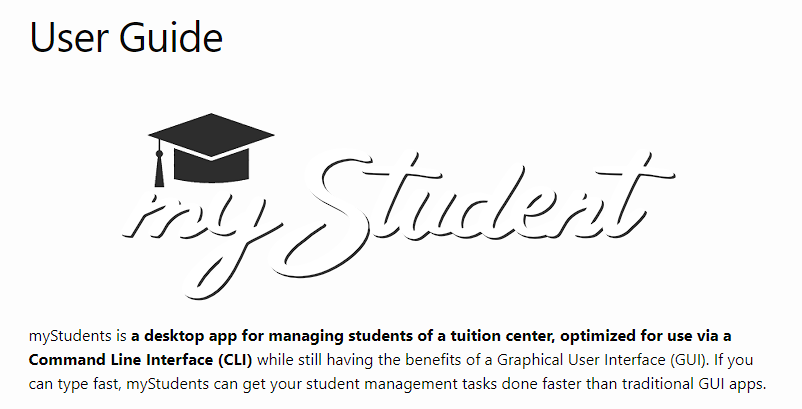 User Guide
myStudent
myStudents is a desktop app for managing students of a tuition center, optimized for use via a
Command Line Interface (CLI) while still having the benefits of a Graphical User Interface (GUI). If you
can type fast, myStudents can get your student management tasks done faster than traditional GUI apps.